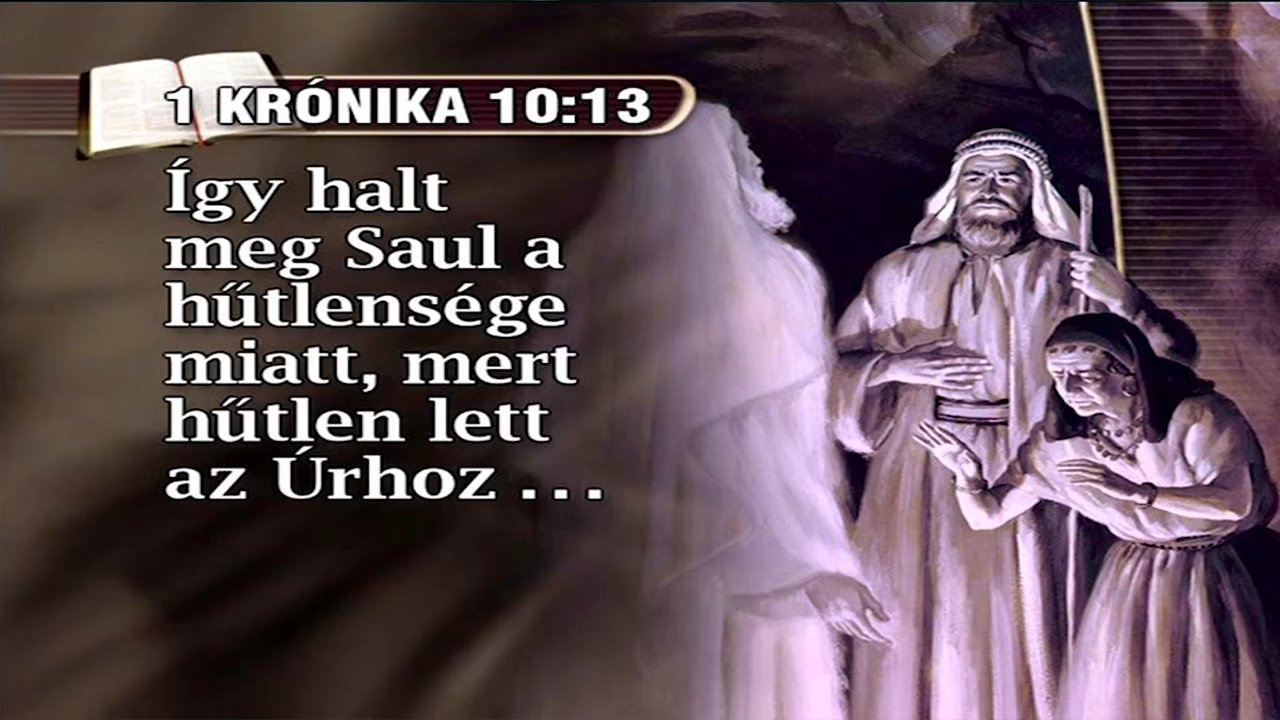 1 KRÓNIKA 10:13
Így halt
meg Saul a
hűtlensége
miatt, mert
hűtlen lett
az Úrhoz ...